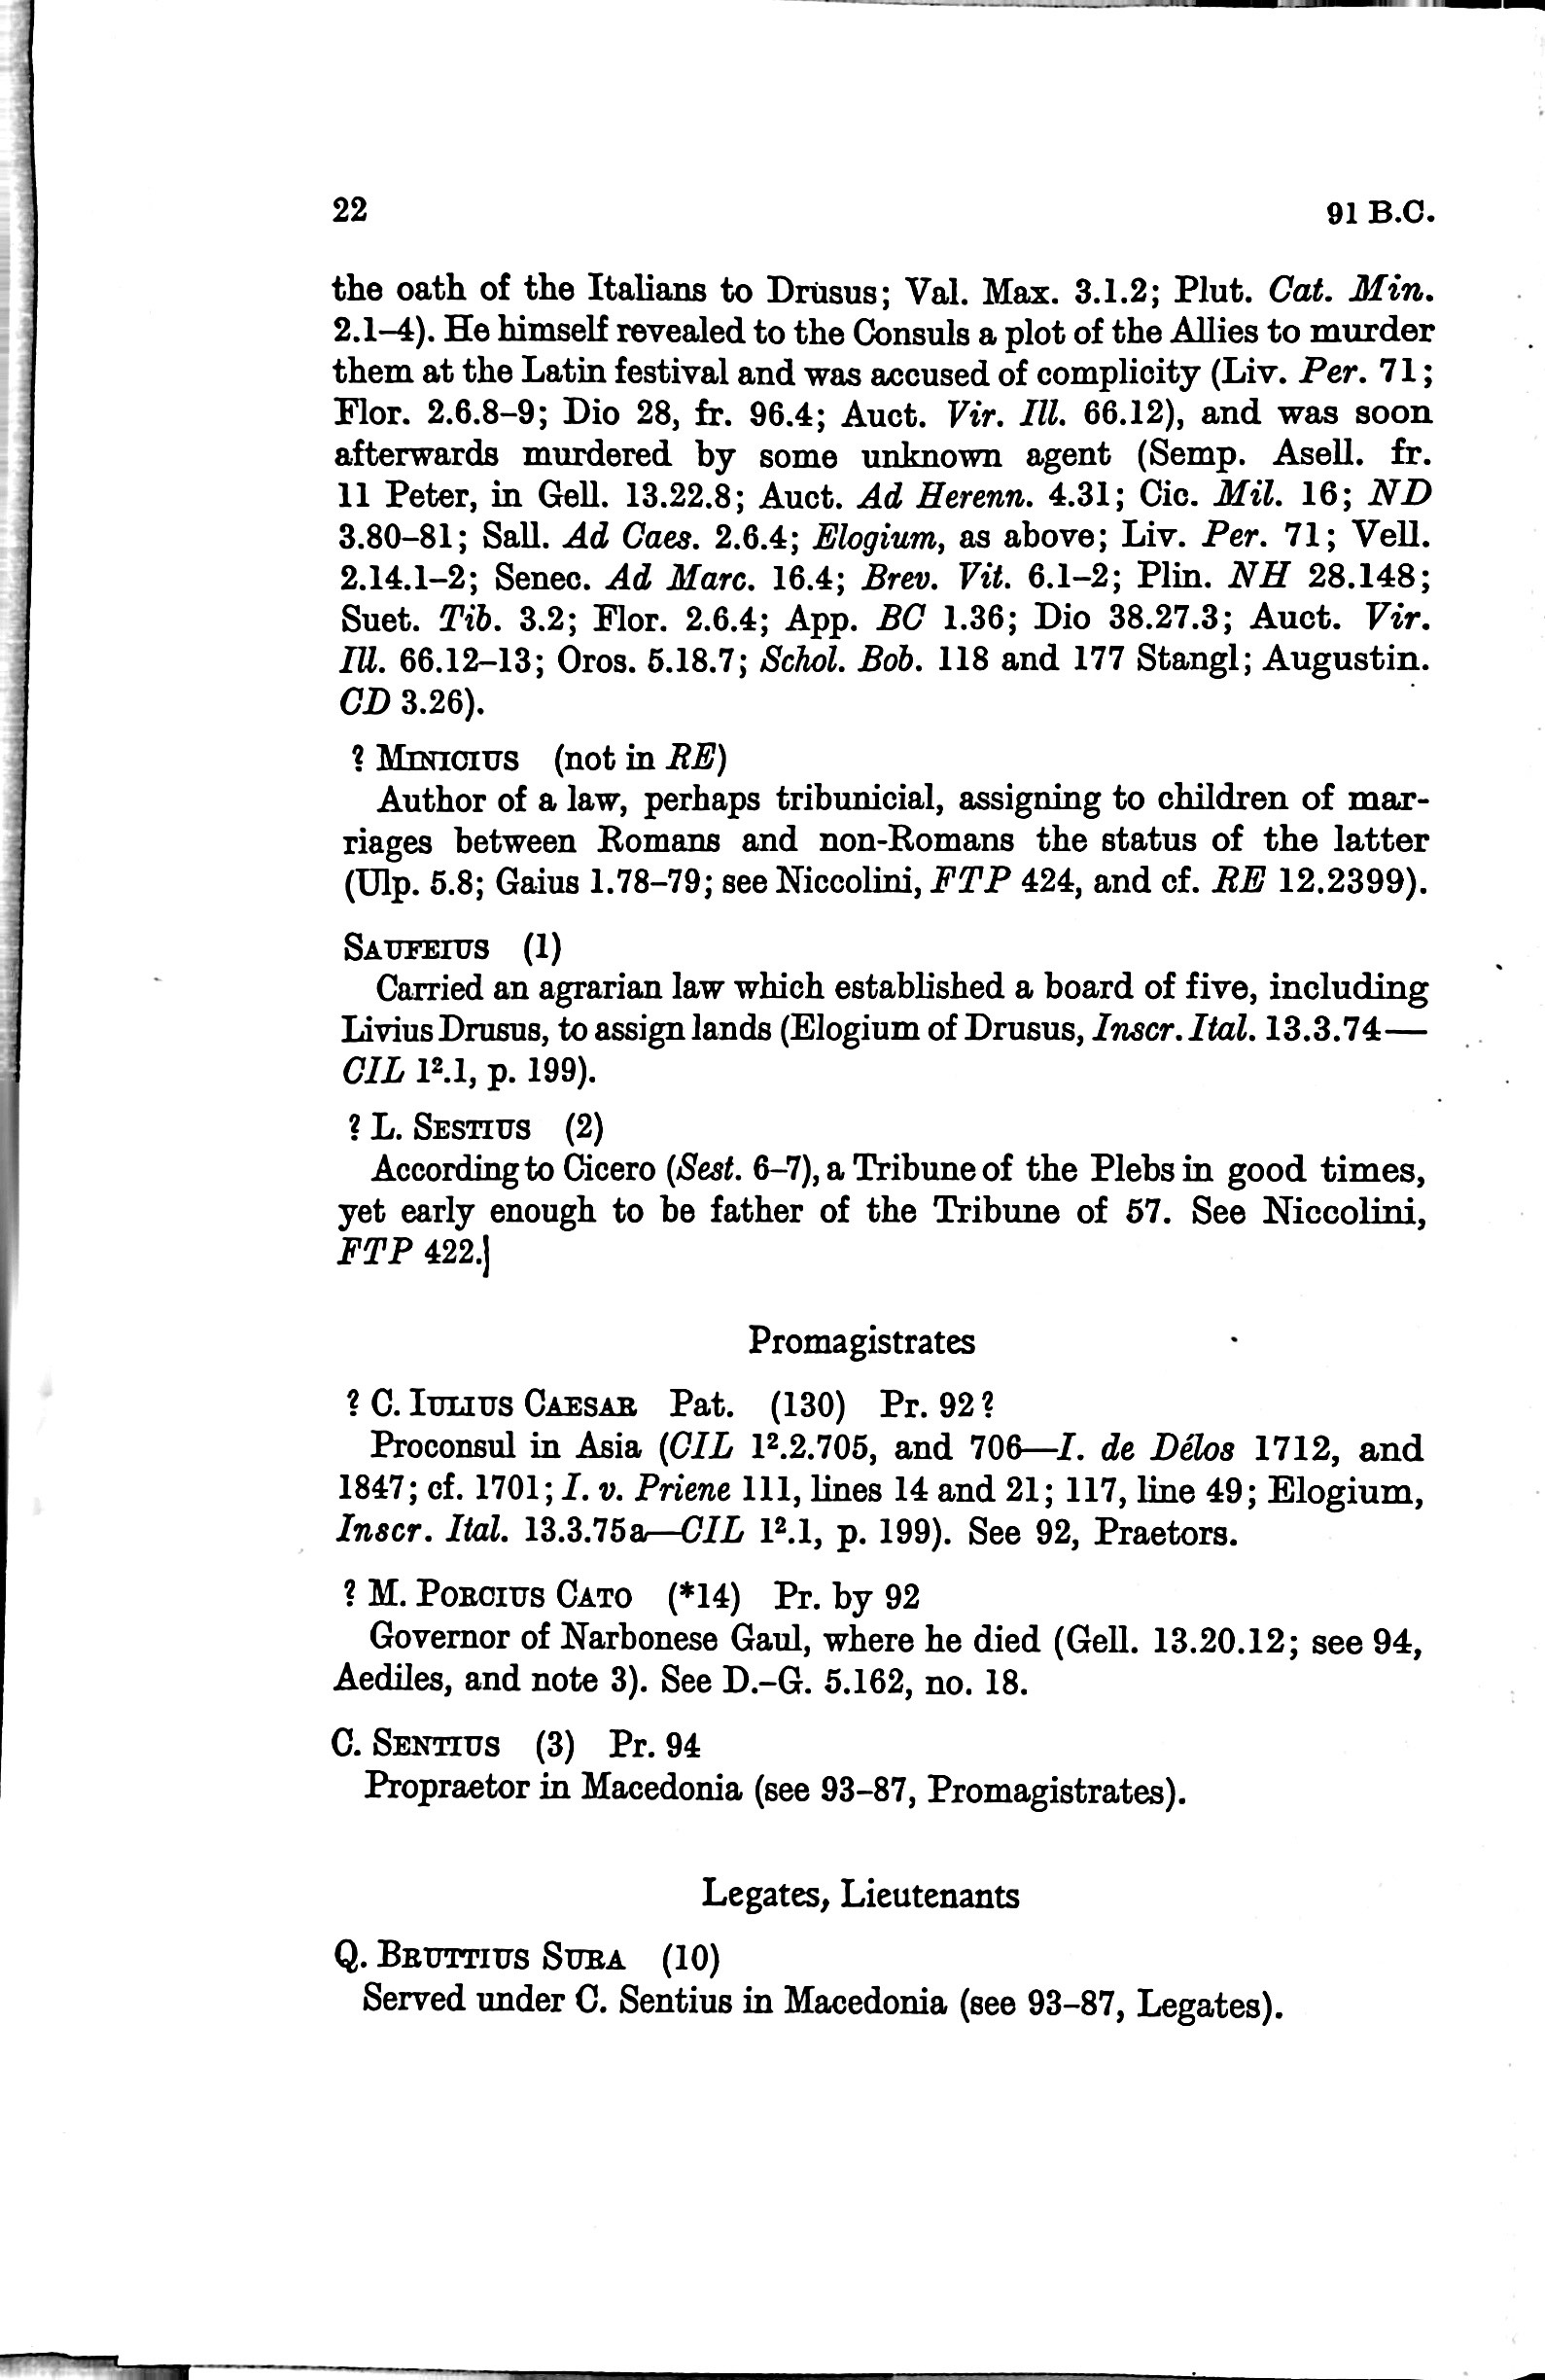 22 91 B.C.
the oath of the Italians to Drusus; Val. Max. 3.1.2; Plut. Cat. Min.
2.1–4). He himself revealed to the Consuls a plot of the Allies to murder
them at the Latin festival and was accused of complicity (Liv. Per. 71;
Flor. 2.6.8–9; Dio 28, fr. 96.4; Auct. Vir. Ill. 66.12), and was soon
afterwards murdered by some unknown agent (Semp. Asell. fr.
11 Peter, in Gell. 13.22.8; Auct. Ad Herenn. 4.31; Cic. Mil. 16; ND
3.80–81; Sall. Ad Caes. 2.6.4; Elogium, as above; Liv. Per. 71; Vell.
2.14.1–2; Senec. Ad Marc. 16.4; Brev. Vit. 6.1–2; Plin. NH 28.148;
Suet. Tib. 3.2; Flor. 2.6.4; App. BC 1.36; Dio 38.27.3; Auct. Vir.
Ill. 66.12–13; Oros. 5.18.7; Schol. Bob. 118 and 177 Stangl; Augustin.
CD 3.26).
? MINICIUS (not in RE)
Author of a law, perhaps tribunicial, assigning to children of mar-
riages between Romans and non-Romans the status of the latter
(Ulp. 5.8; Gaius 1.78–79; see Niccolini, FTP 424, and cf. RE 12.2399).
SAUFEIUS (1)
Carried an agrarian law which established a board of five, including
Livius Drusus, to assign lands (Elogium of Drusus, Inscr. Ital. 13.3.74—
CIL 1².1, p. 199).
? L. SESTIUS (2)
According to Cicero (Sest. 6–7), a Tribune of the Plebs in good times,
yet early enough to be father of the Tribune of 57. See Niccolini,
FTP 422.
Promagistrates
? C. IULIUS CAESAR Pat. (130) Pr. 92?
Proconsul in Asia (CIL 1².2.705, and 706—I. de Délos 1712, and
1847; cf. 1701; I. v. Priene 111, lines 14 and 21; 117, line 49; Elogium,
Inscr. Ital. 13.3.75a—CIL 1².1, p. 199). See 92, Praetors.
? M. PORCIUS CATO (*14) Pr. by 92
Governor of Narbonese Gaul, where he died (Gell. 13.20.12; see 94,
Aediles, and note 3). See D.–G. 5.162, no. 18.
C. SENTIUS (3) Pr. 94
Propraetor in Macedonia (see 93–87, Promagistrates).
Legates, Lieutenants
Q. BRUTTIUS SURA (10)
Served under C. Sentius in Macedonia (see 93–87, Legates).